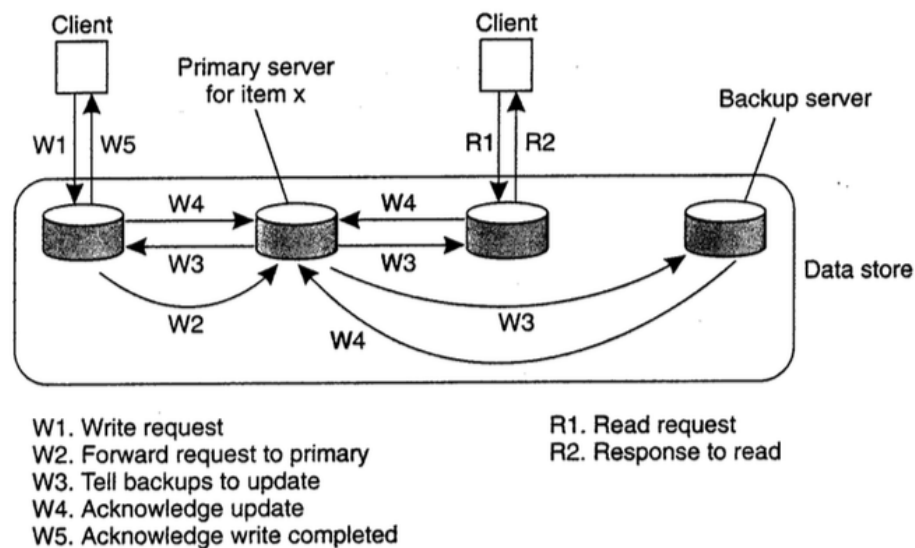 Client
Client
Primary server
for item x
Backup server
W1
W5
R1
R2
W4
W4
W3
W3
Data store
W2
W3
W4
W1. Write request
W2. Forward request to primary
W3. Tell backups to update
W4. Acknowledge update
W5. Acknowledge write completed
R1. Read request
R2. Response to read